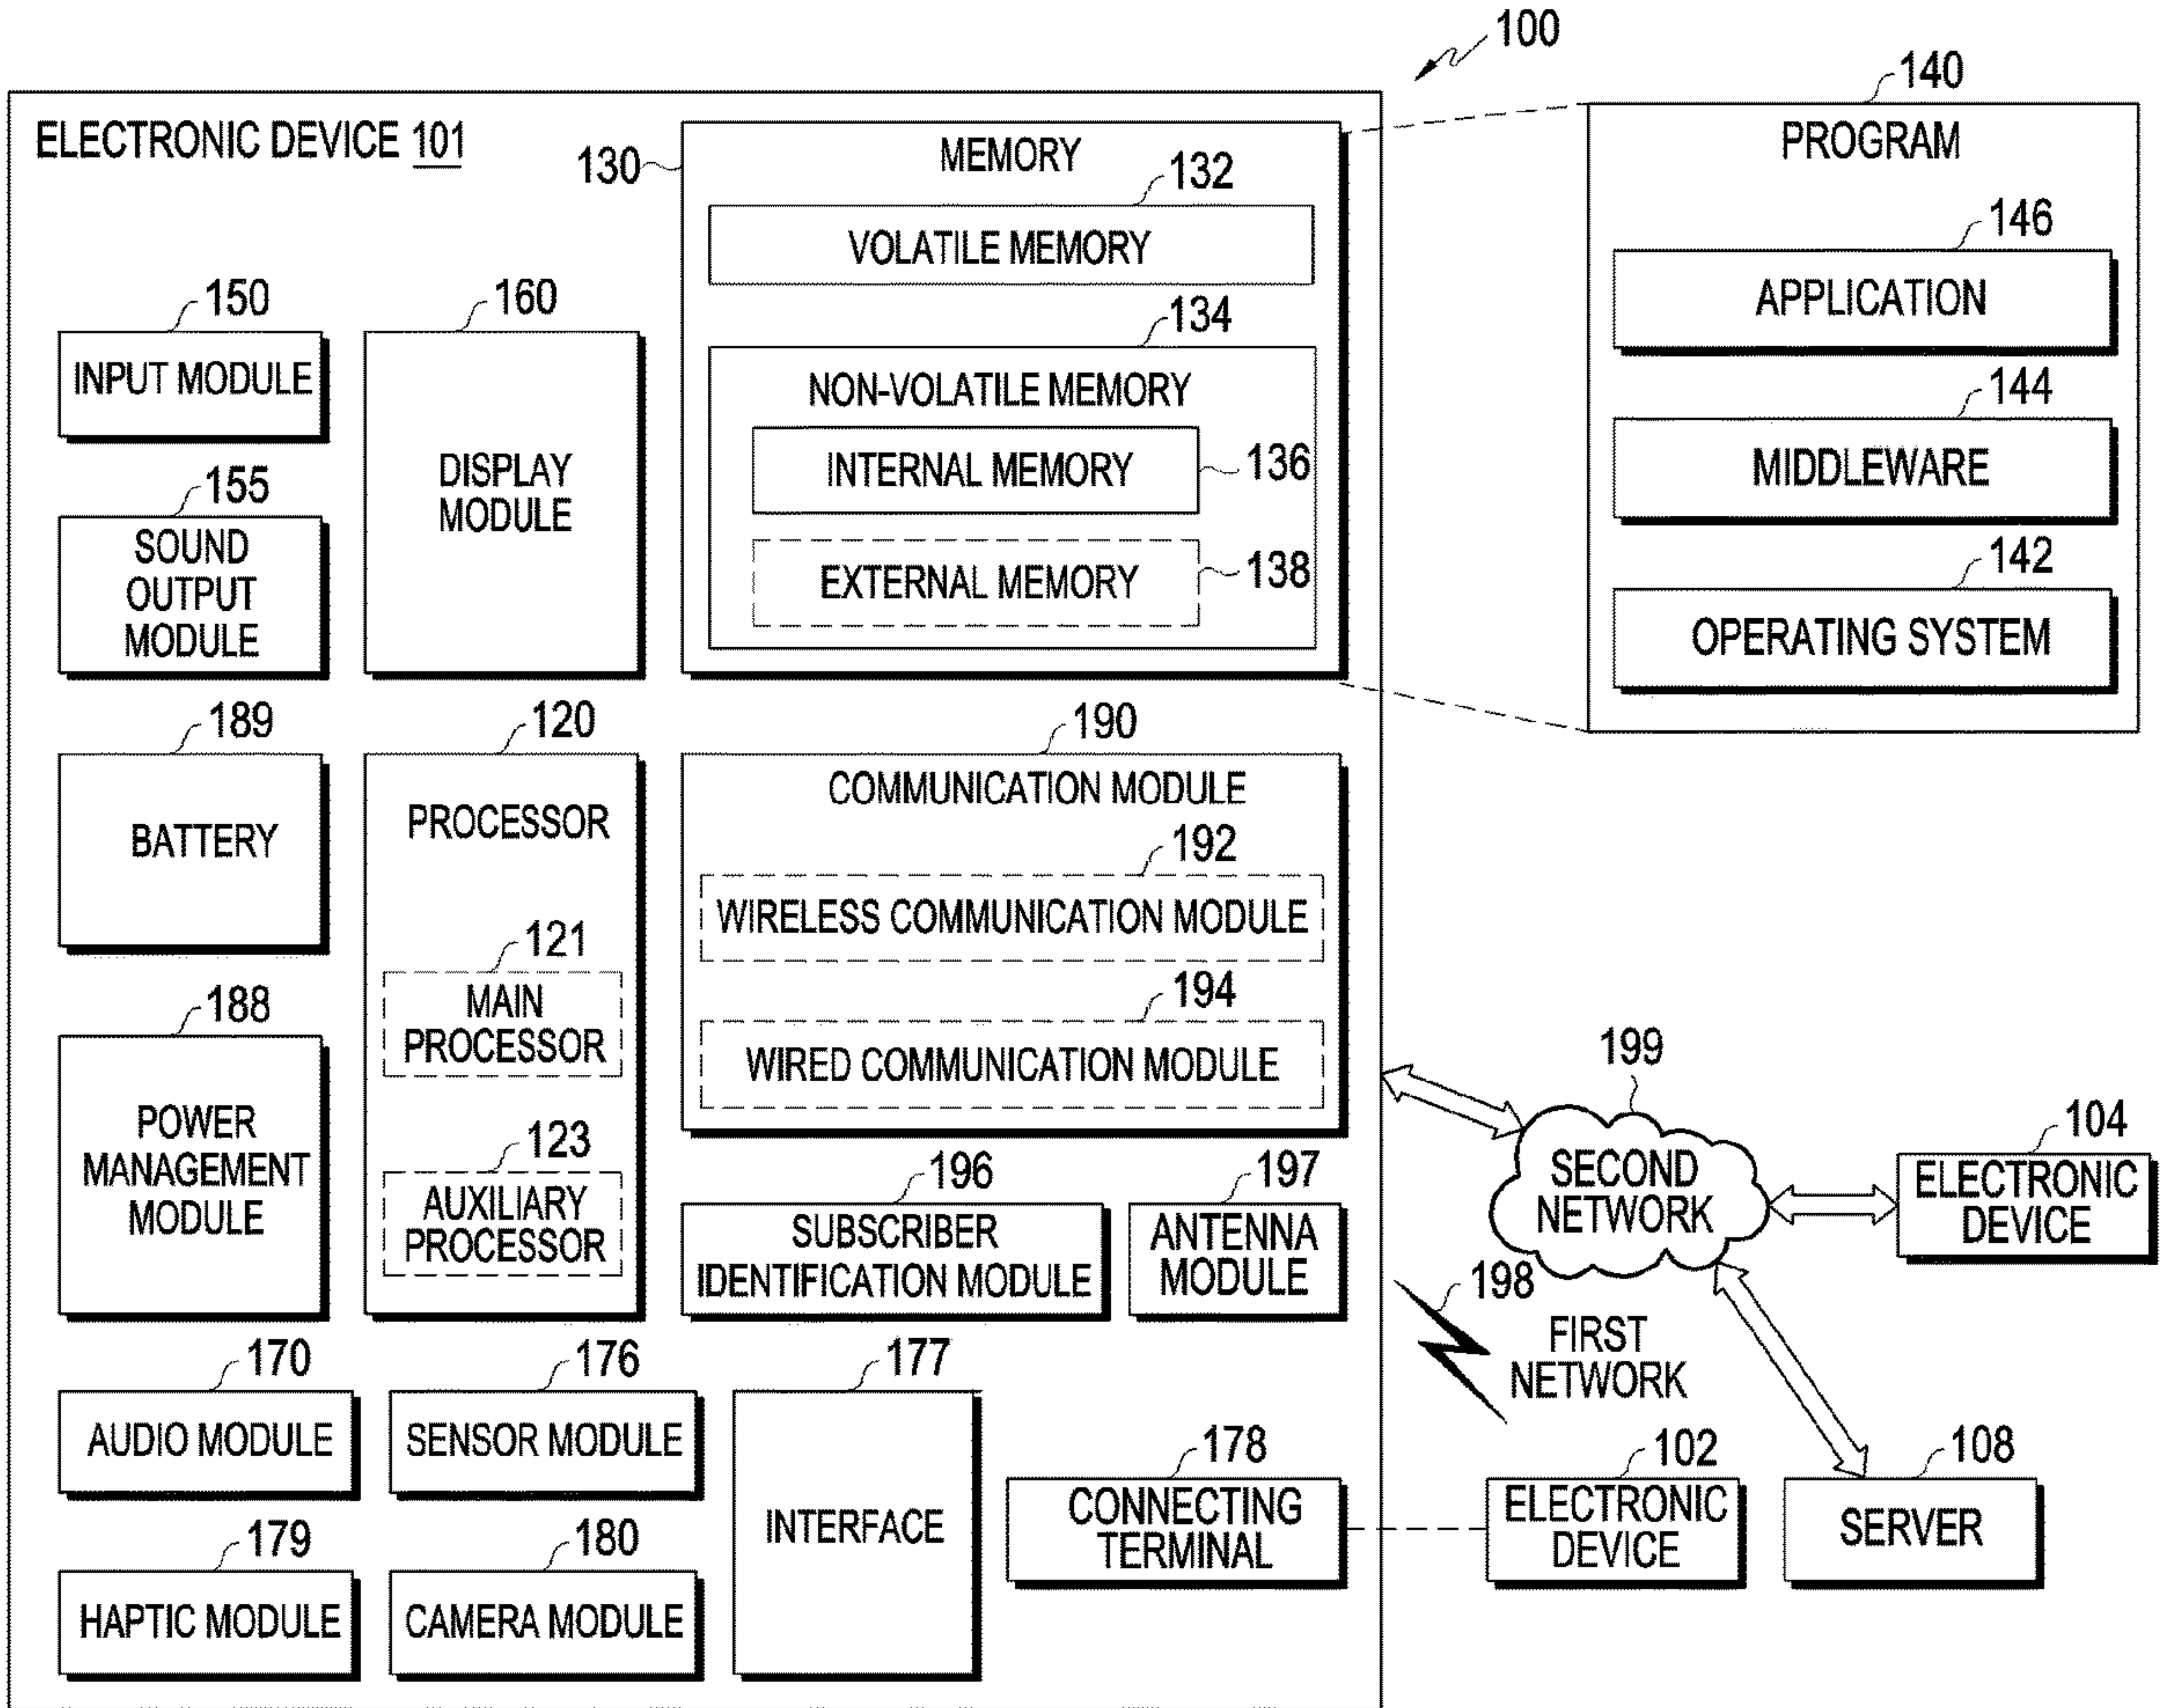 100
ELECTRONIC DEVICE 101
130
MEMORY
132
VOLATILE MEMORY
134
NON-VOLATILE MEMORY
INTERNAL MEMORY
136
EXTERNAL MEMORY
138
140
PROGRAM
146
APPLICATION
144
MIDDLEWARE
142
OPERATING SYSTEM
150
INPUT MODULE
155
SOUND
OUTPUT
MODULE
160
DISPLAY
MODULE
189
BATTERY
188
POWER
MANAGEMENT
MODULE
120
PROCESSOR
121
MAIN
PROCESSOR
123
AUXILIARY
PROCESSOR
190
COMMUNICATION MODULE
192
WIRELESS COMMUNICATION MODULE
194
WIRED COMMUNICATION MODULE
196
SUBSCRIBER
IDENTIFICATION MODULE
197
ANTENNA
MODULE
199
SECOND
NETWORK
104
ELECTRONIC
DEVICE
198
FIRST
NETWORK
170
AUDIO MODULE
176
SENSOR MODULE
177
INTERFACE
178
CONNECTING
TERMINAL
102
ELECTRONIC
DEVICE
108
SERVER
179
HAPTIC MODULE
180
CAMERA MODULE